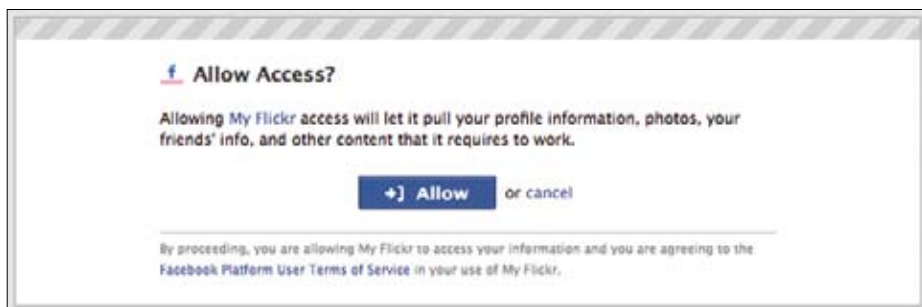 f Allow Access?
Allowing My Flickr access will let it pull your profile information, photos, your
friends' info, and other content that it requires to work.
Allow or cancel
By proceeding, you are allowing My Flickr to access your information and you are agreeing to the
Facebook Platform User Terms of Service in your use of My Flickr.